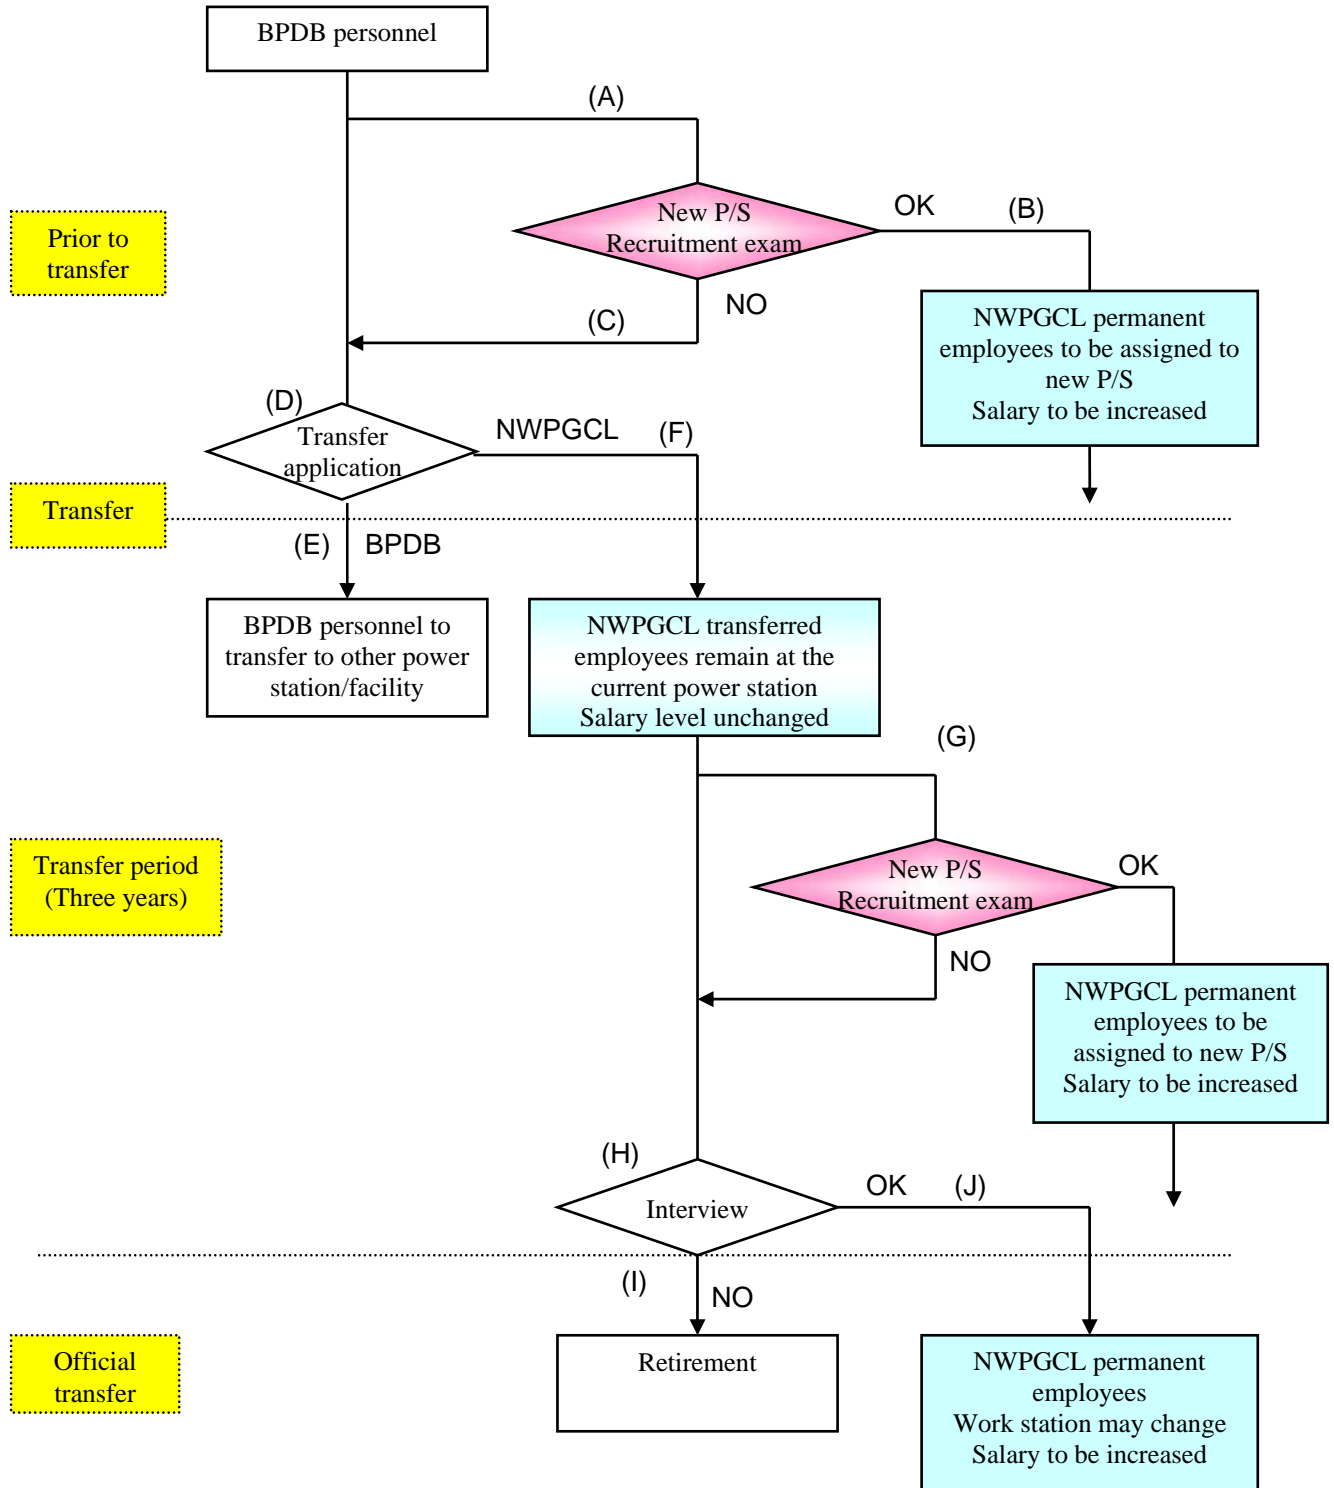 BPDB personnel
(A)
New P/S
Recruitment exam
OK
(B)
Prior to
transfer
NO
(C)
NWPGCL permanent
employees to be assigned to
new P/S
Salary to be increased
(D)
Transfer
application
NWPGCL
(F)
Transfer
(E)
BPDB
BPDB personnel to
transfer to other power
station/facility
NWPGCL transferred
employees remain at the
current power station
Salary level unchanged
(G)
Transfer period
(Three years)
New P/S
Recruitment exam
OK
NO
NWPGCL permanent
employees to be
assigned to new P/S
Salary to be increased
(H)
Interview
OK
(J)
(I)
NO
Official
transfer
Retirement
NWPGCL permanent
employees
Work station may change
Salary to be increased